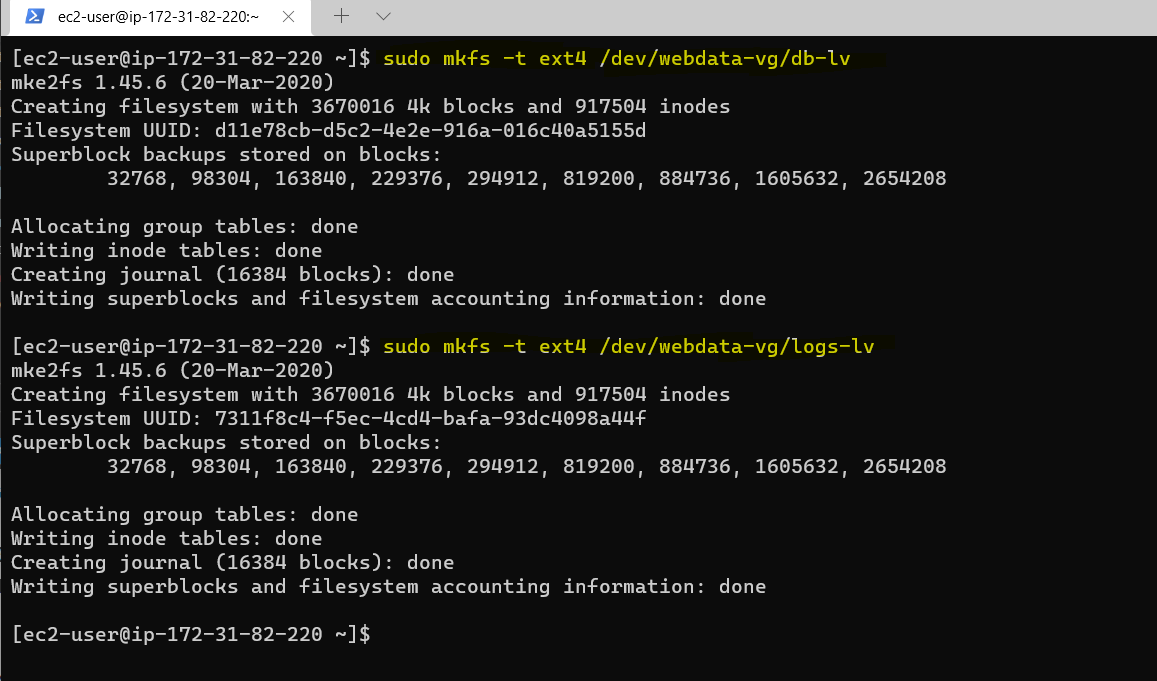 ec2-user@ip-172-31-82-220:~
[ec2-user@ip-172-31-82-220 ~]$ sudo mkfs -t ext4 /dev/webdata-vg/db-lv
mke2fs 1.45.6 (20-Mar-2020)
Creating filesystem with 3670016 4k blocks and 917504 inodes
Filesystem UUID: d11e78cb-d5c2-4e2e-916a-016c40a5155d
Superblock backups stored on blocks:
32768, 98304, 163840, 229376, 294912, 819200, 884736, 1605632, 2654208
Allocating group tables: done
Writing inode tables: done
Creating journal (16384 blocks): done
Writing superblocks and filesystem accounting information: done
[ec2-user@ip-172-31-82-220 ~]$ sudo mkfs -t ext4 /dev/webdata-vg/logs-lv
mke2fs 1.45.6 (20-Mar-2020)
Creating filesystem with 3670016 4k blocks and 917504 inodes
Filesystem UUID: 7311f8c4-f5ec-4cd4-bafa-93dc4098a44f
Superblock backups stored on blocks:
32768, 98304, 163840, 229376, 294912, 819200, 884736, 1605632, 2654208
Allocating group tables: done
Writing inode tables: done
Creating journal (16384 blocks): done
Writing superblocks and filesystem accounting information: done
[ec2-user@ip-172-31-82-220 ~]$